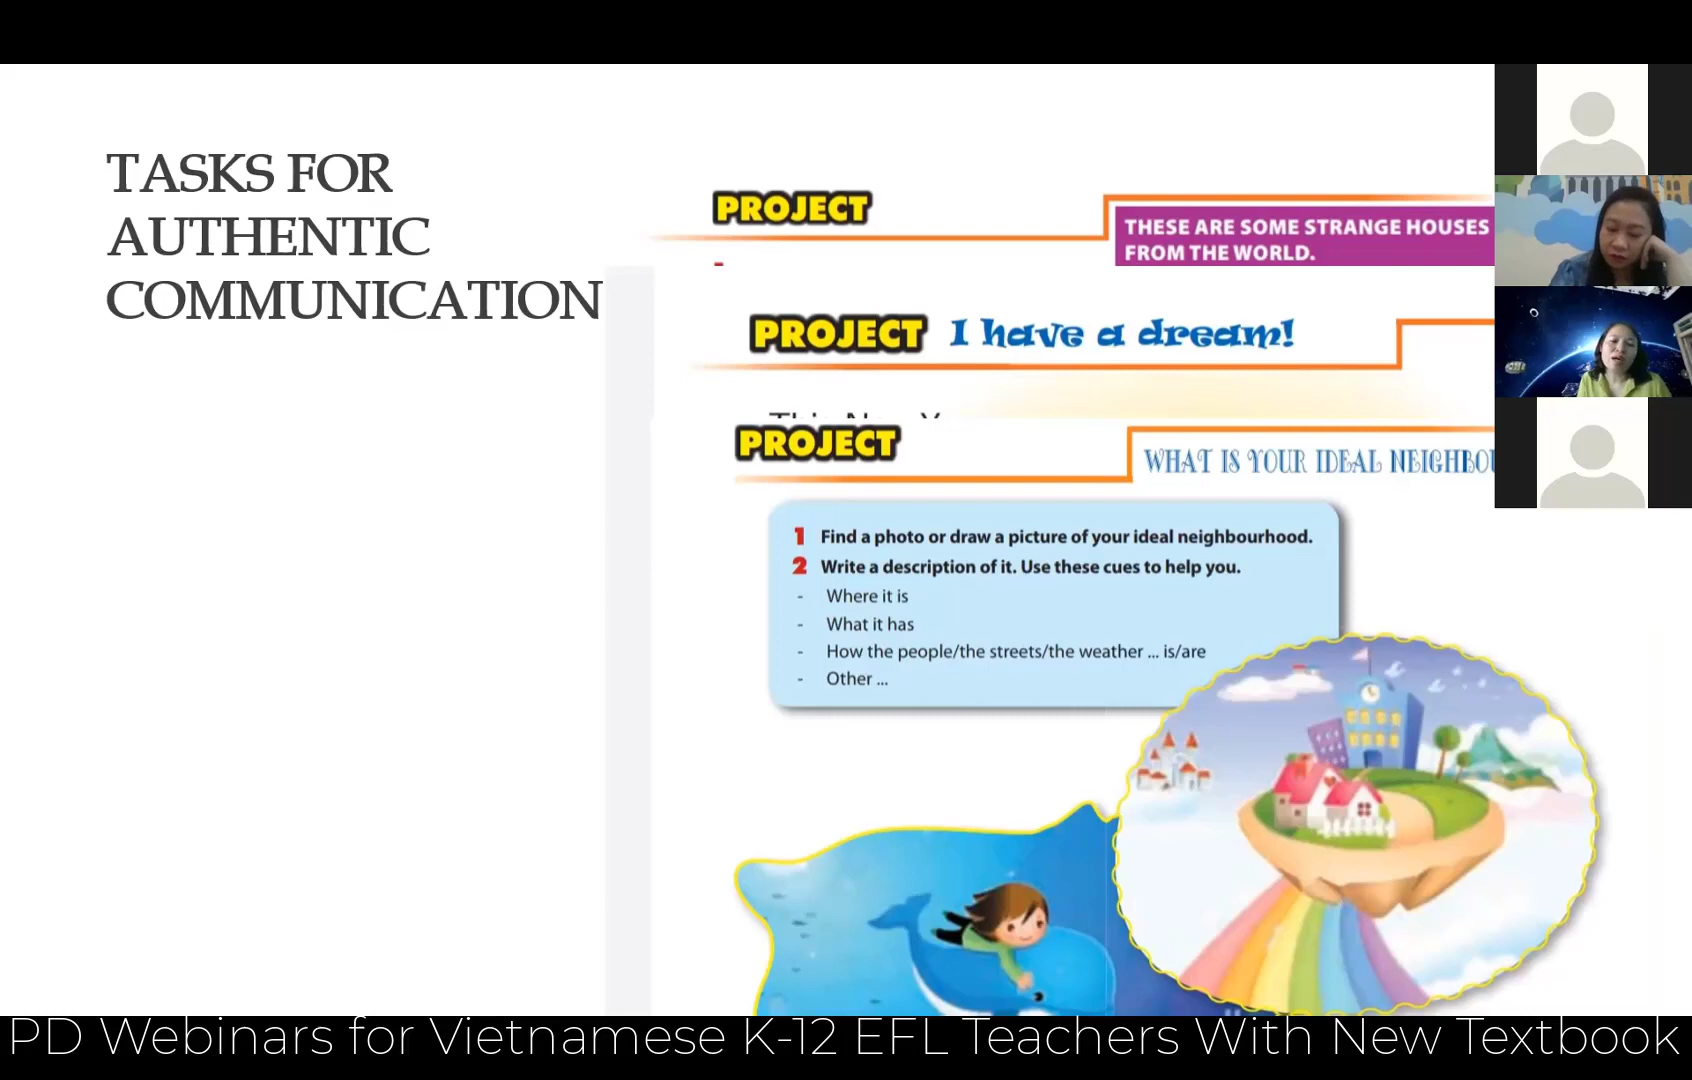 TASKS FOR
AUTHENTIC
COMMUNICATION
PROJECT
THESE ARE SOME STRANGE HOUSES
FROM THE WORLD.
PROJECT I have a dream!
PROJECT
WHAT IS YOUR IDEAL
1 Find a photo or draw a picture of your ideal neighbourhood.
2 Write a description of it. Use these cues to help you.
- Where it is
- What it has
- How the people/the streets/the weather ... is/are
- Other ...
PD Webinars for Vietnamese K-12 EFL Teachers With New Textbook